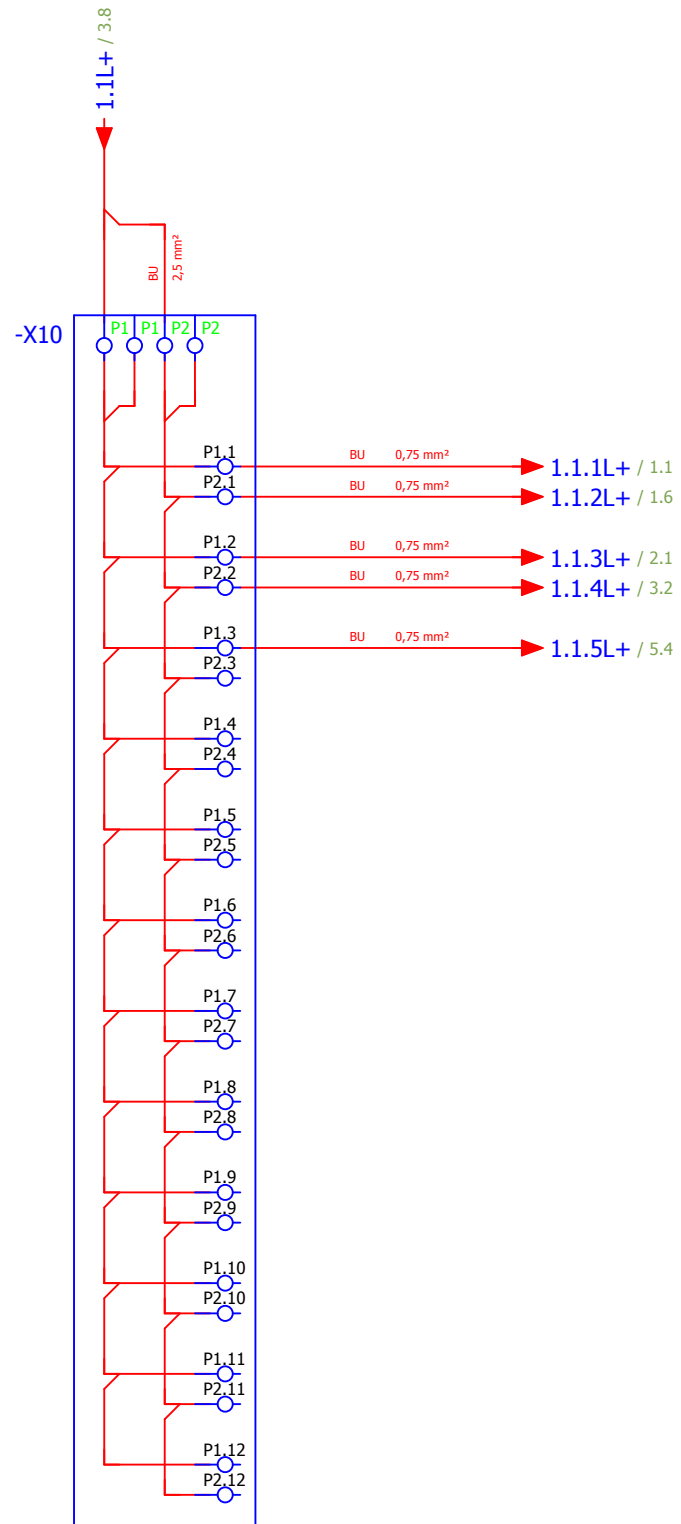 1.1L+ / 3.8
BU 2,5 mm²
-X10 P1 P1 P2 P2
P1.1 BU 0,75 mm² 1.1.1L+ / 1.1
P2.1 BU 0,75 mm² 1.1.2L+ / 1.6
P1.2 BU 0,75 mm² 1.1.3L+ / 2.1
P2.2 BU 0,75 mm² 1.1.4L+ / 3.2
P1.3 BU 0,75 mm² 1.1.5L+ / 5.4
P2.3
P1.4
P2.4
P1.5
P2.5
P1.6
P2.6
P1.7
P2.7
P1.8
P2.8
P1.9
P2.9
P1.10
P2.10
P1.11
P2.11
P1.12
P2.12